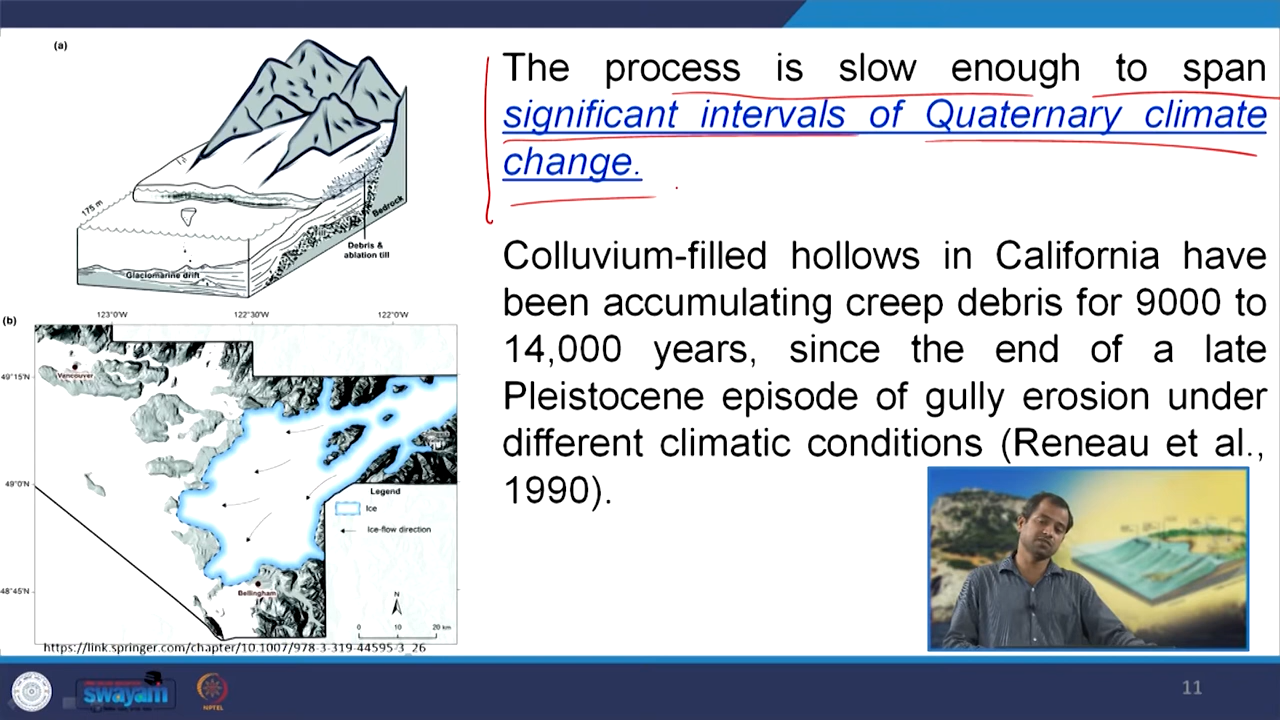 (a)
175 m
Bedrock
Debris &
ablation till
Glaciomarine drift
(b)
123°0'W
122°30'W
122°0'W
49°15'N
49°0'N
48°45'N
Vancouver
Bellingham
Legend
Ice
Ice-flow direction
N
0 10 20 km
https://link.springer.com/chapter/10.1007/978-3-319-44595-3_26
The process is slow enough to span
significant intervals of Quaternary climate
change.
Colluvium-filled hollows in California have
been accumulating creep debris for 9000 to
14,000 years, since the end of a late
Pleistocene episode of gully erosion under
different climatic conditions (Reneau et al.,
1990).
swayam
NPTEL
11